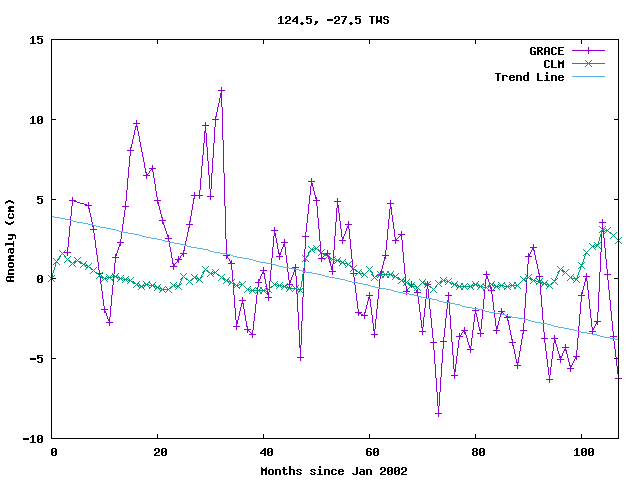 124.5, -27.5 TWS
GRACE
CLM
Trend Line
15
10
5
0
-5
-10
Anomaly (cm)
0 20 40 60 80 100
Months since Jan 2002